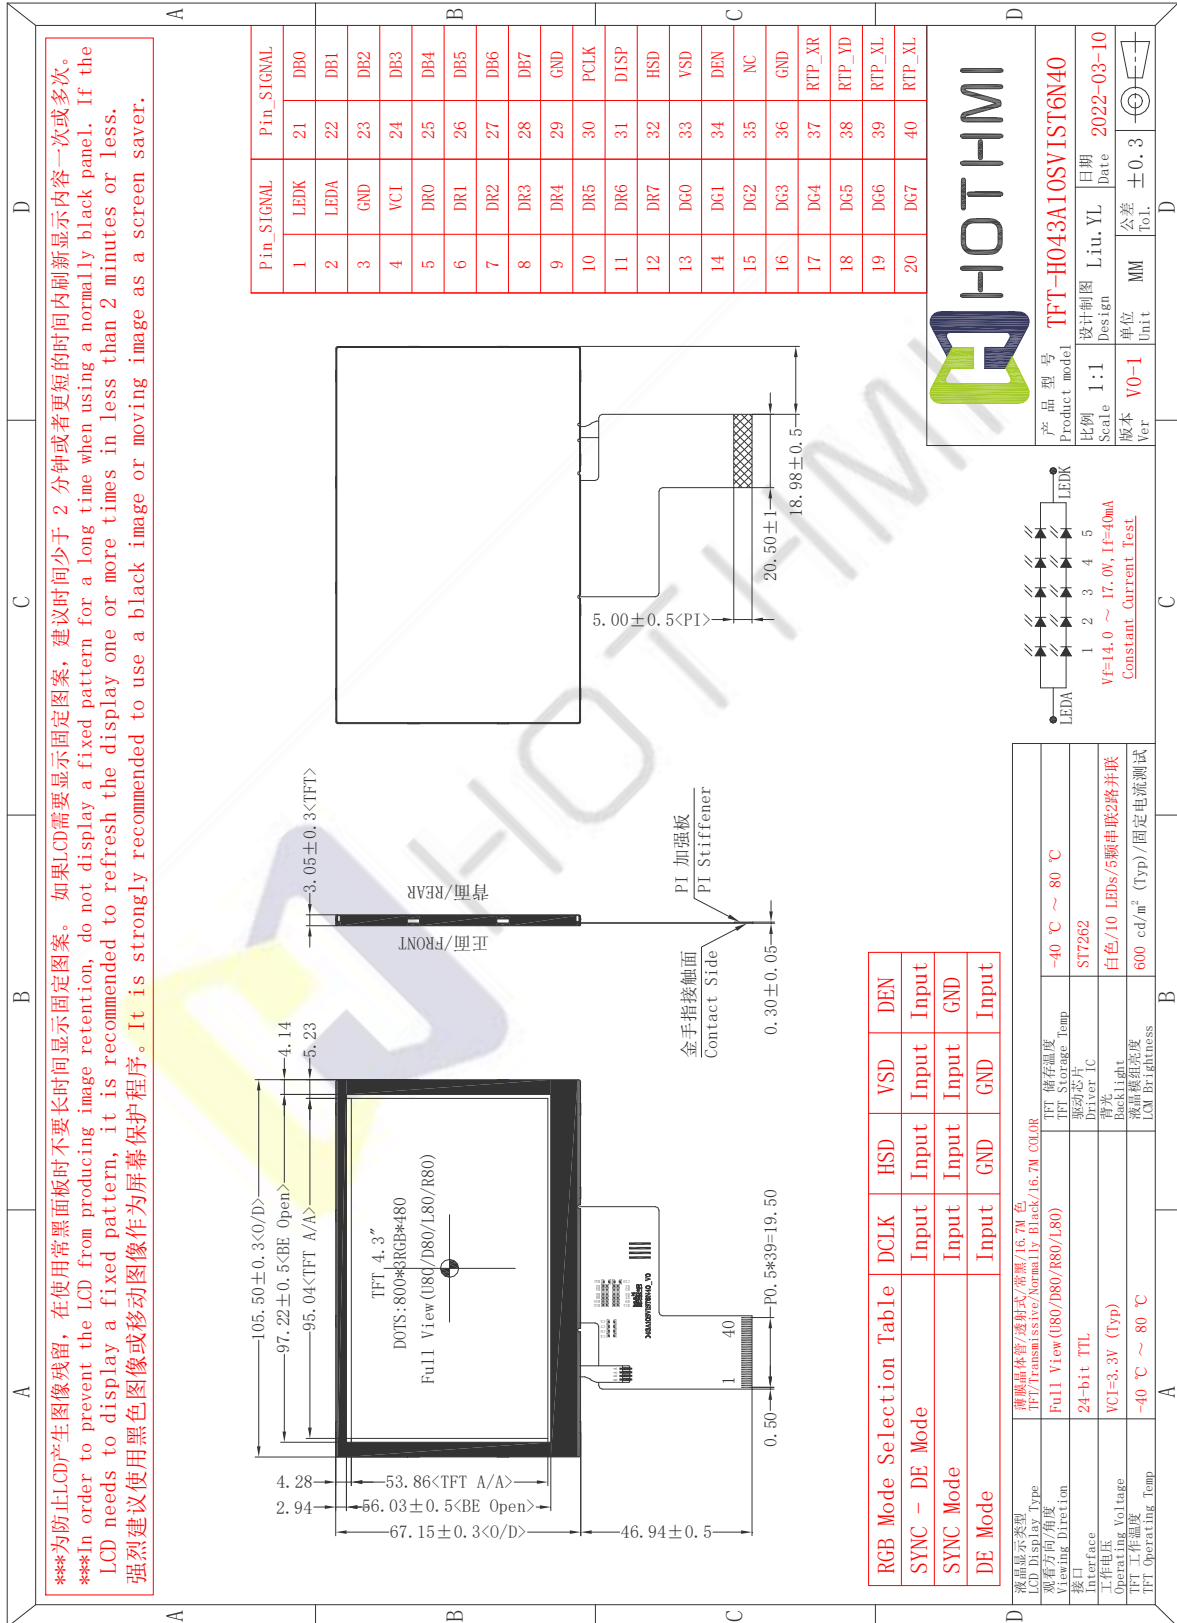 ***为防止LCD产生图像残留, 在使用常黑面板时不要长时间显示固定图案。 如果LCD需要显示固定图案, 建议时间少于 2 分钟或者更短的时间内刷新显示内容一次或多次。
***In order to prevent the LCD from producing image retention, do not display a fixed pattern for a long time when using a normally black panel. If the
LCD needs to display a fixed pattern, it is recommended to refresh the display one or more times in less than 2 minutes or less.
强烈建议使用黑色图像或移动图像作为屏幕保护程序。It is strongly recommended to use a black image or moving image as a screen saver.
A B C D
A B C D
A B C D
A B C D
105.50±0.3<O/D>
97.22±0.5<BE Open>
95.04<TFT A/A>
4.14
5.23
4.28
2.94
53.86<TFT A/A>
56.03±0.5<BE Open>
67.15±0.3<O/D>
46.94±0.5
TFT 4.3"
DOTS:800*3RGB*480
Full View(U80/D80/L80/R80)
1 40
0.50
P0.5*39=19.50
3.05±0.3<TFT>
正面/FRONT
背面/REAR
PI 加强板
PI Stiffener
金手指接触面
Contact Side
0.30±0.05
5.00±0.5<PI>
20.50±1
18.98±0.5
Pin_SIGNAL Pin_SIGNAL
1 LEDK 21 DB0
2 LEDA 22 DB1
3 GND 23 DB2
4 VCI 24 DB3
5 DR0 25 DB4
6 DR1 26 DB5
7 DR2 27 DB6
8 DR3 28 DB7
9 DR4 29 GND
10 DR5 30 PCLK
11 DR6 31 DISP
12 DR7 32 HSD
13 DG0 33 VSD
14 DG1 34 DEN
15 DG2 35 NC
16 DG3 36 GND
17 DG4 37 RTP_XR
18 DG5 38 RTP_YD
19 DG6 39 RTP_XL
20 DG7 40 RTP_XL
RGB Mode Selection Table DCLK HSD VSD DEN
SYNC - DE Mode Input Input Input Input
SYNC Mode Input Input Input GND
DE Mode Input GND GND Input
液晶显示类型
LCD Display Type
薄膜晶体管/透射式/常黑/16.7M 色
TFT/Transmissive/Normally Black/16.7M COLOR
观看方向/角度
Viewing Diretion
Full View(U80/D80/R80/L80)
接口
Interface
24-bit TTL
工作电压
Operating Voltage
VCI=3.3V (Typ)
TFT 工作温度
TFT Operating Temp
-40 ℃ ~ 80 ℃
TFT 储存温度
TFT Storage Temp
-40 ℃ ~ 80 ℃
驱动芯片
Driver IC
ST7262
背光
Backlight
白色/10 LEDs/5颗串联2路并联
液晶模组亮度
LCM Brightness
600 cd/m² (Typ)/固定电流测试
LEDA
LEDK
1 2 3 4 5
Vf=14.0 ~ 17.0V,If=40mA
Constant Current Test
HOTHMI
产 品 型 号
Product model
TFT-H043A10SVIST6N40
比例
Scale
1:1
设计制图
Design
Liu.YL
日期
Date
2022-03-10
版本
Ver
V0-1
单位
Unit
MM
公差
Tol.
±0.3
HOTHMI